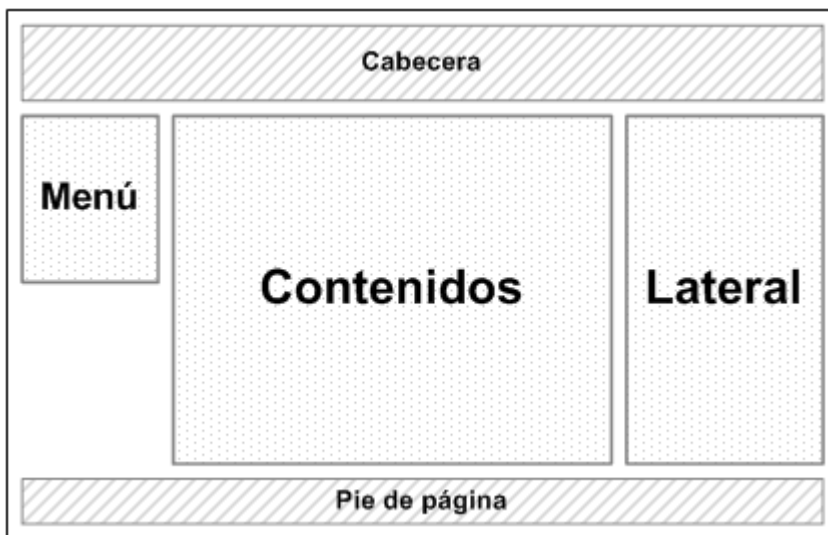 Cabecera
Menú
Contenidos
Lateral
Pie de página